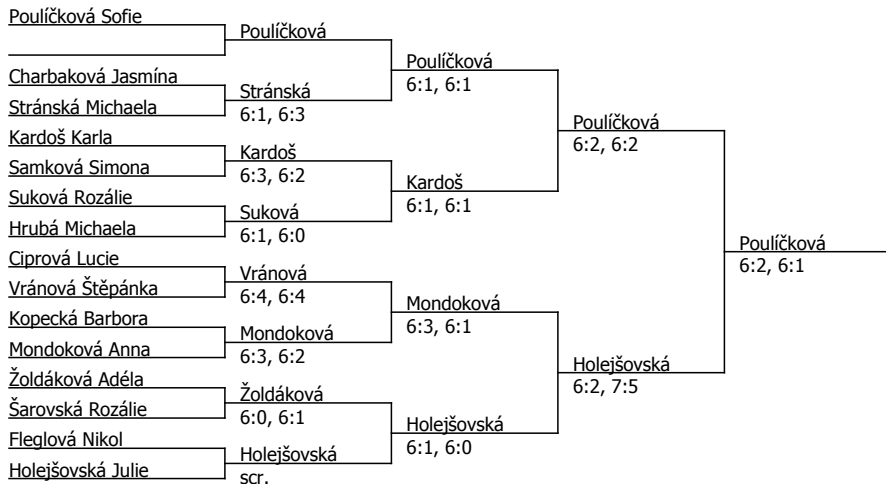 Poulíčková Sofie
Charbaková Jasmína
Stránská Michaela
Kardoš Karla
Samková Simona
Suková Rozálie
Hrubá Michaela
Ciprová Lucie
Vránová Štěpánka
Kopecká Barbora
Mondoková Anna
Žoldáková Adéla
Šarovská Rozálie
Fleglová Nikol
Holejšovská Julie
Poulíčková
Stránská
6:1, 6:3
Kardoš
6:3, 6:2
Suková
6:1, 6:0
Vránová
6:4, 6:4
Mondoková
6:3, 6:2
Žoldáková
6:0, 6:1
Holejšovská
scr.
Poulíčková
6:1, 6:1
Kardoš
6:1, 6:1
Mondoková
6:3, 6:1
Holejšovská
6:1, 6:0
Poulíčková
6:2, 6:2
Holejšovská
6:2, 7:5
Poulíčková
6:2, 6:1